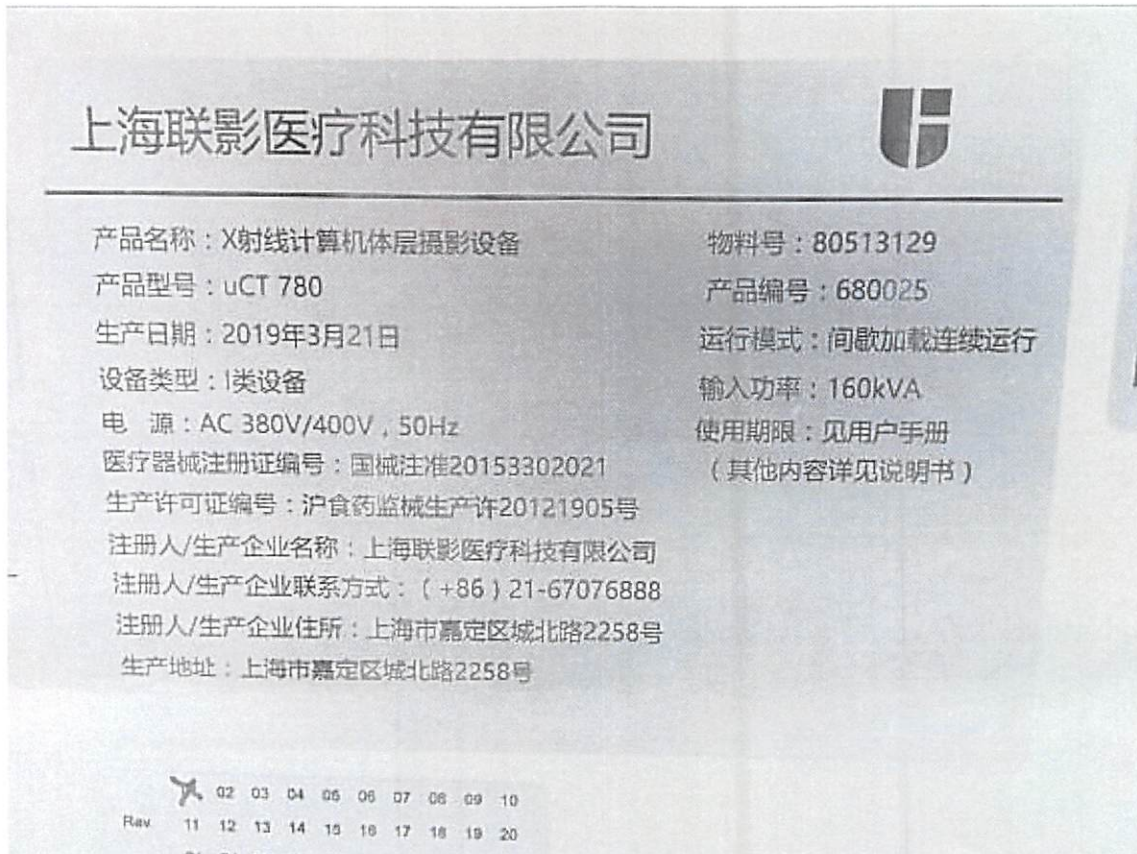 上海联影医疗科技有限公司
产品名称：X射线计算机体层摄影设备
产品型号：uCT 780
生产日期：2019年3月21日
设备类型：I类设备
电 源：AC 380V/400V，50Hz
医疗器械注册证编号：国械注准20153302021
生产许可证编号：沪食药监械生产许20121905号
注册人/生产企业名称：上海联影医疗科技有限公司
注册人/生产企业联系方式：（+86）21-67076888
注册人/生产企业住所：上海市嘉定区城北路2258号
生产地址：上海市嘉定区城北路2258号
物料号：80513129
产品编号：680025
运行模式：间歇加载连续运行
输入功率：160kVA
使用期限：见用户手册
（其他内容详见说明书）
02 03 04 05 06 07 08 09 10
Rev. 11 12 13 14 15 16 17 18 19 20